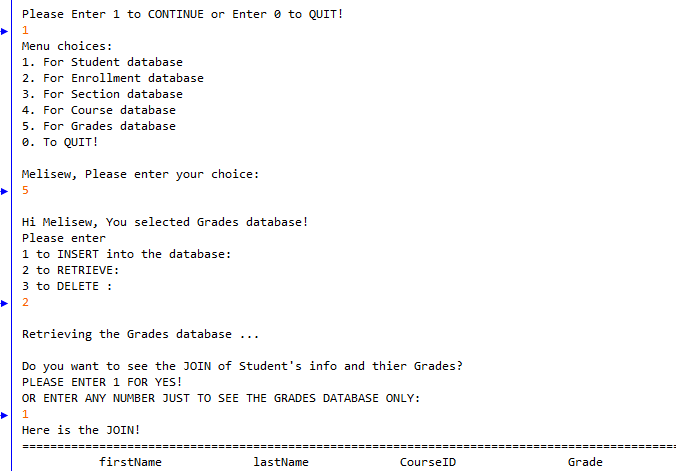 Please Enter 1 to CONTINUE or Enter 0 to QUIT!
1
Menu choices:
1. For Student database
2. For Enrollment database
3. For Section database
4. For Course database
5. For Grades database
0. To QUIT!
Melisew, Please enter your choice:
5
Hi Melisew, You selected Grades database!
Please enter
1 to INSERT into the database:
2 to RETRIEVE:
3 to DELETE :
2
Retrieving the Grades database ...
Do you want to see the JOIN of Student's info and thier Grades?
PLEASE ENTER 1 FOR YES!
OR ENTER ANY NUMBER JUST TO SEE THE GRADES DATABASE ONLY:
1
Here is the JOIN!
==============================================================================================
firstName lastName CourseID Grade